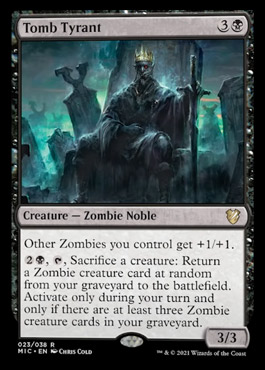 Tomb Tyrant 3
Creature — Zombie Noble
Other Zombies you control get +1/+1.
2, , Sacrifice a creature: Return
a Zombie creature card at random
from your graveyard to the battlefield.
Activate only during your turn and
only if there are at least three Zombie
creature cards in your graveyard.
3/3
023/038 R
MIC • EN Chris Cold
™ & © 2021 Wizards of the Coast